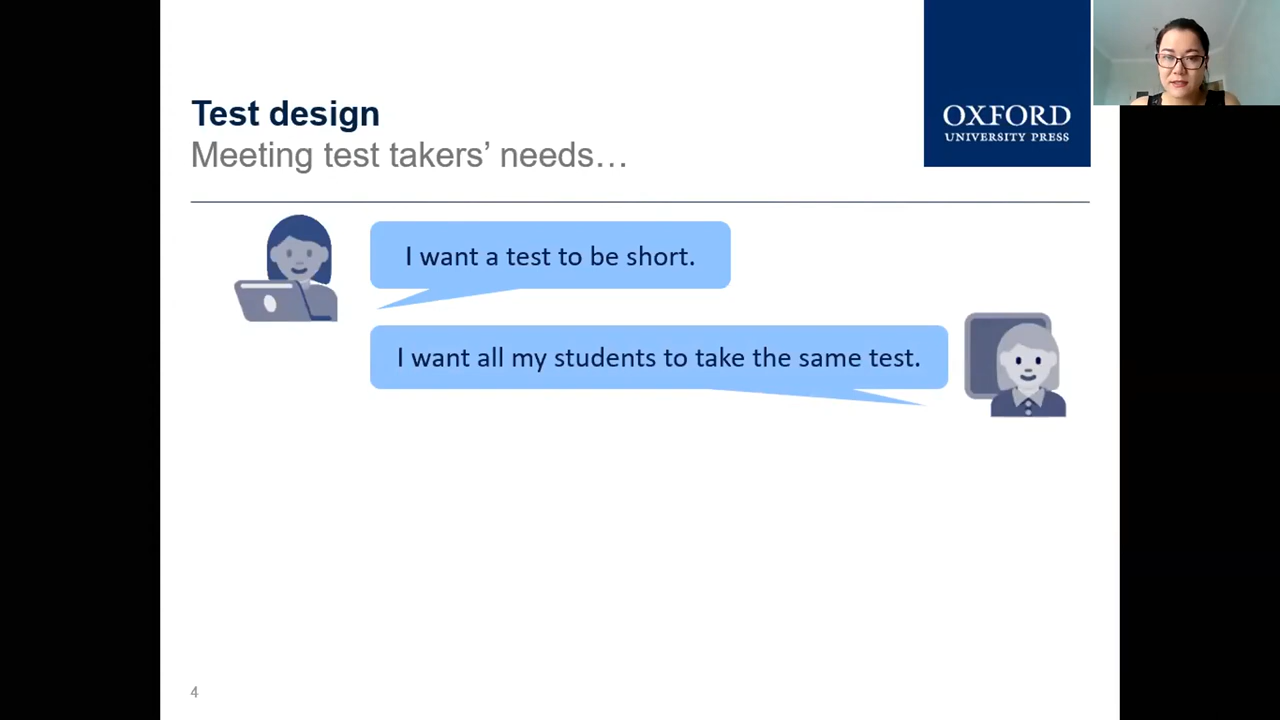 Test design
Meeting test takers’ needs…
OXFORD
UNIVERSITY PRESS
I want a test to be short.
I want all my students to take the same test.
4